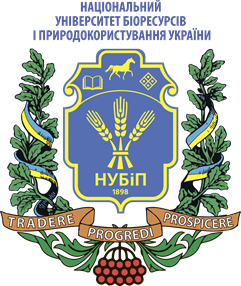 НАЦІОНАЛЬНИЙ
УНІВЕРСИТЕТ БІОРЕСУРСІВ
І ПРИРОДОКОРИСТУВАННЯ УКРАЇНИ
НУБіП
1898
TRADERE
PROGREDI
PROSPICERE